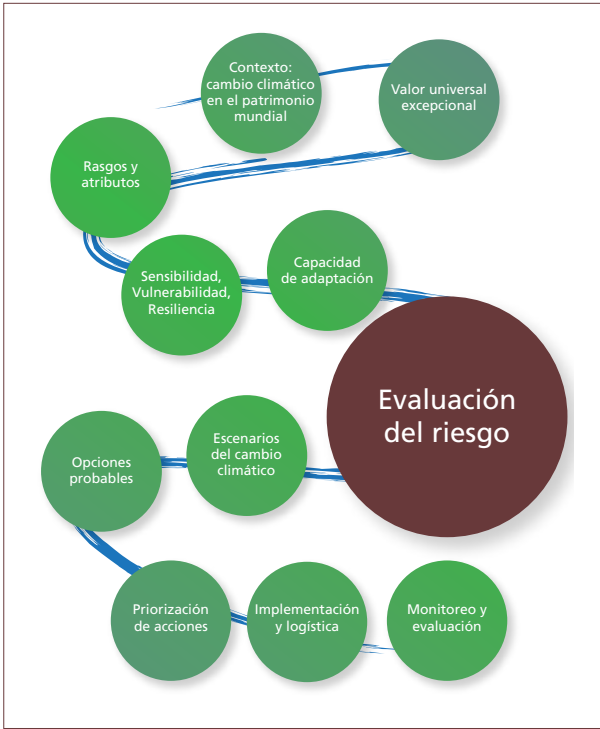 Contexto:
cambio climático
en el patrimonio
mundial
Valor universal
excepcional
Rasgos y
atributos
Sensibilidad,
Vulnerabilidad,
Resiliencia
Capacidad
de adaptación
Evaluación
del riesgo
Escenarios
del cambio
climático
Opciones
probables
Priorización
de acciones
Implementación
y logística
Monitoreo y
evaluación